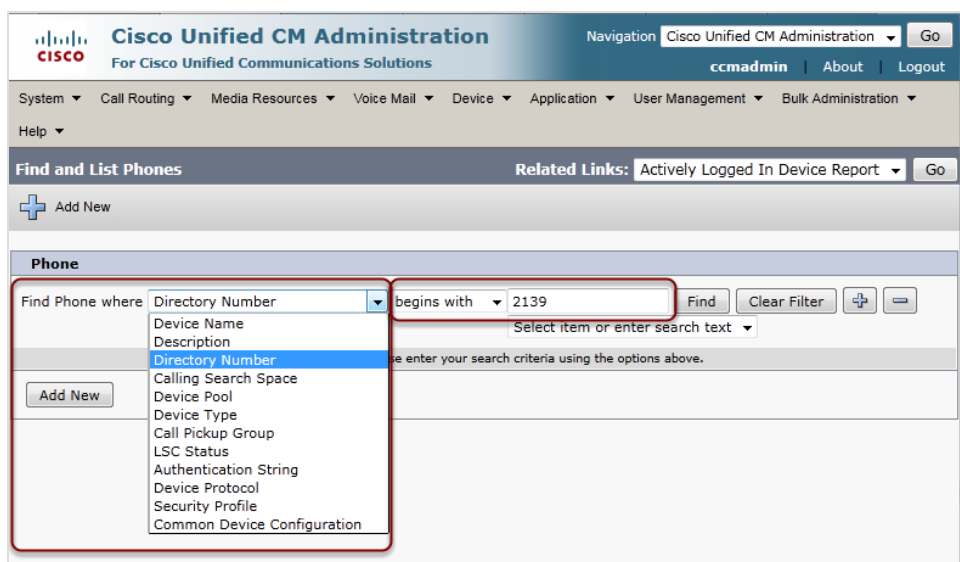 cisco Cisco Unified CM Administration Navigation Cisco Unified CM Administration Go
For Cisco Unified Communications Solutions ccmadmin | About | Logout
System Call Routing Media Resources Voice Mail Device Application User Management Bulk Administration
Help
Find and List Phones Related Links: Actively Logged In Device Report Go
Add New
Phone
Find Phone where Directory Number begins with 2139 Find Clear Filter
Select item or enter search text
Device Name
Description
Directory Number se enter your search criteria using the options above.
Calling Search Space
Add New Device Pool
Device Type
Call Pickup Group
LSC Status
Authentication String
Device Protocol
Security Profile
Common Device Configuration